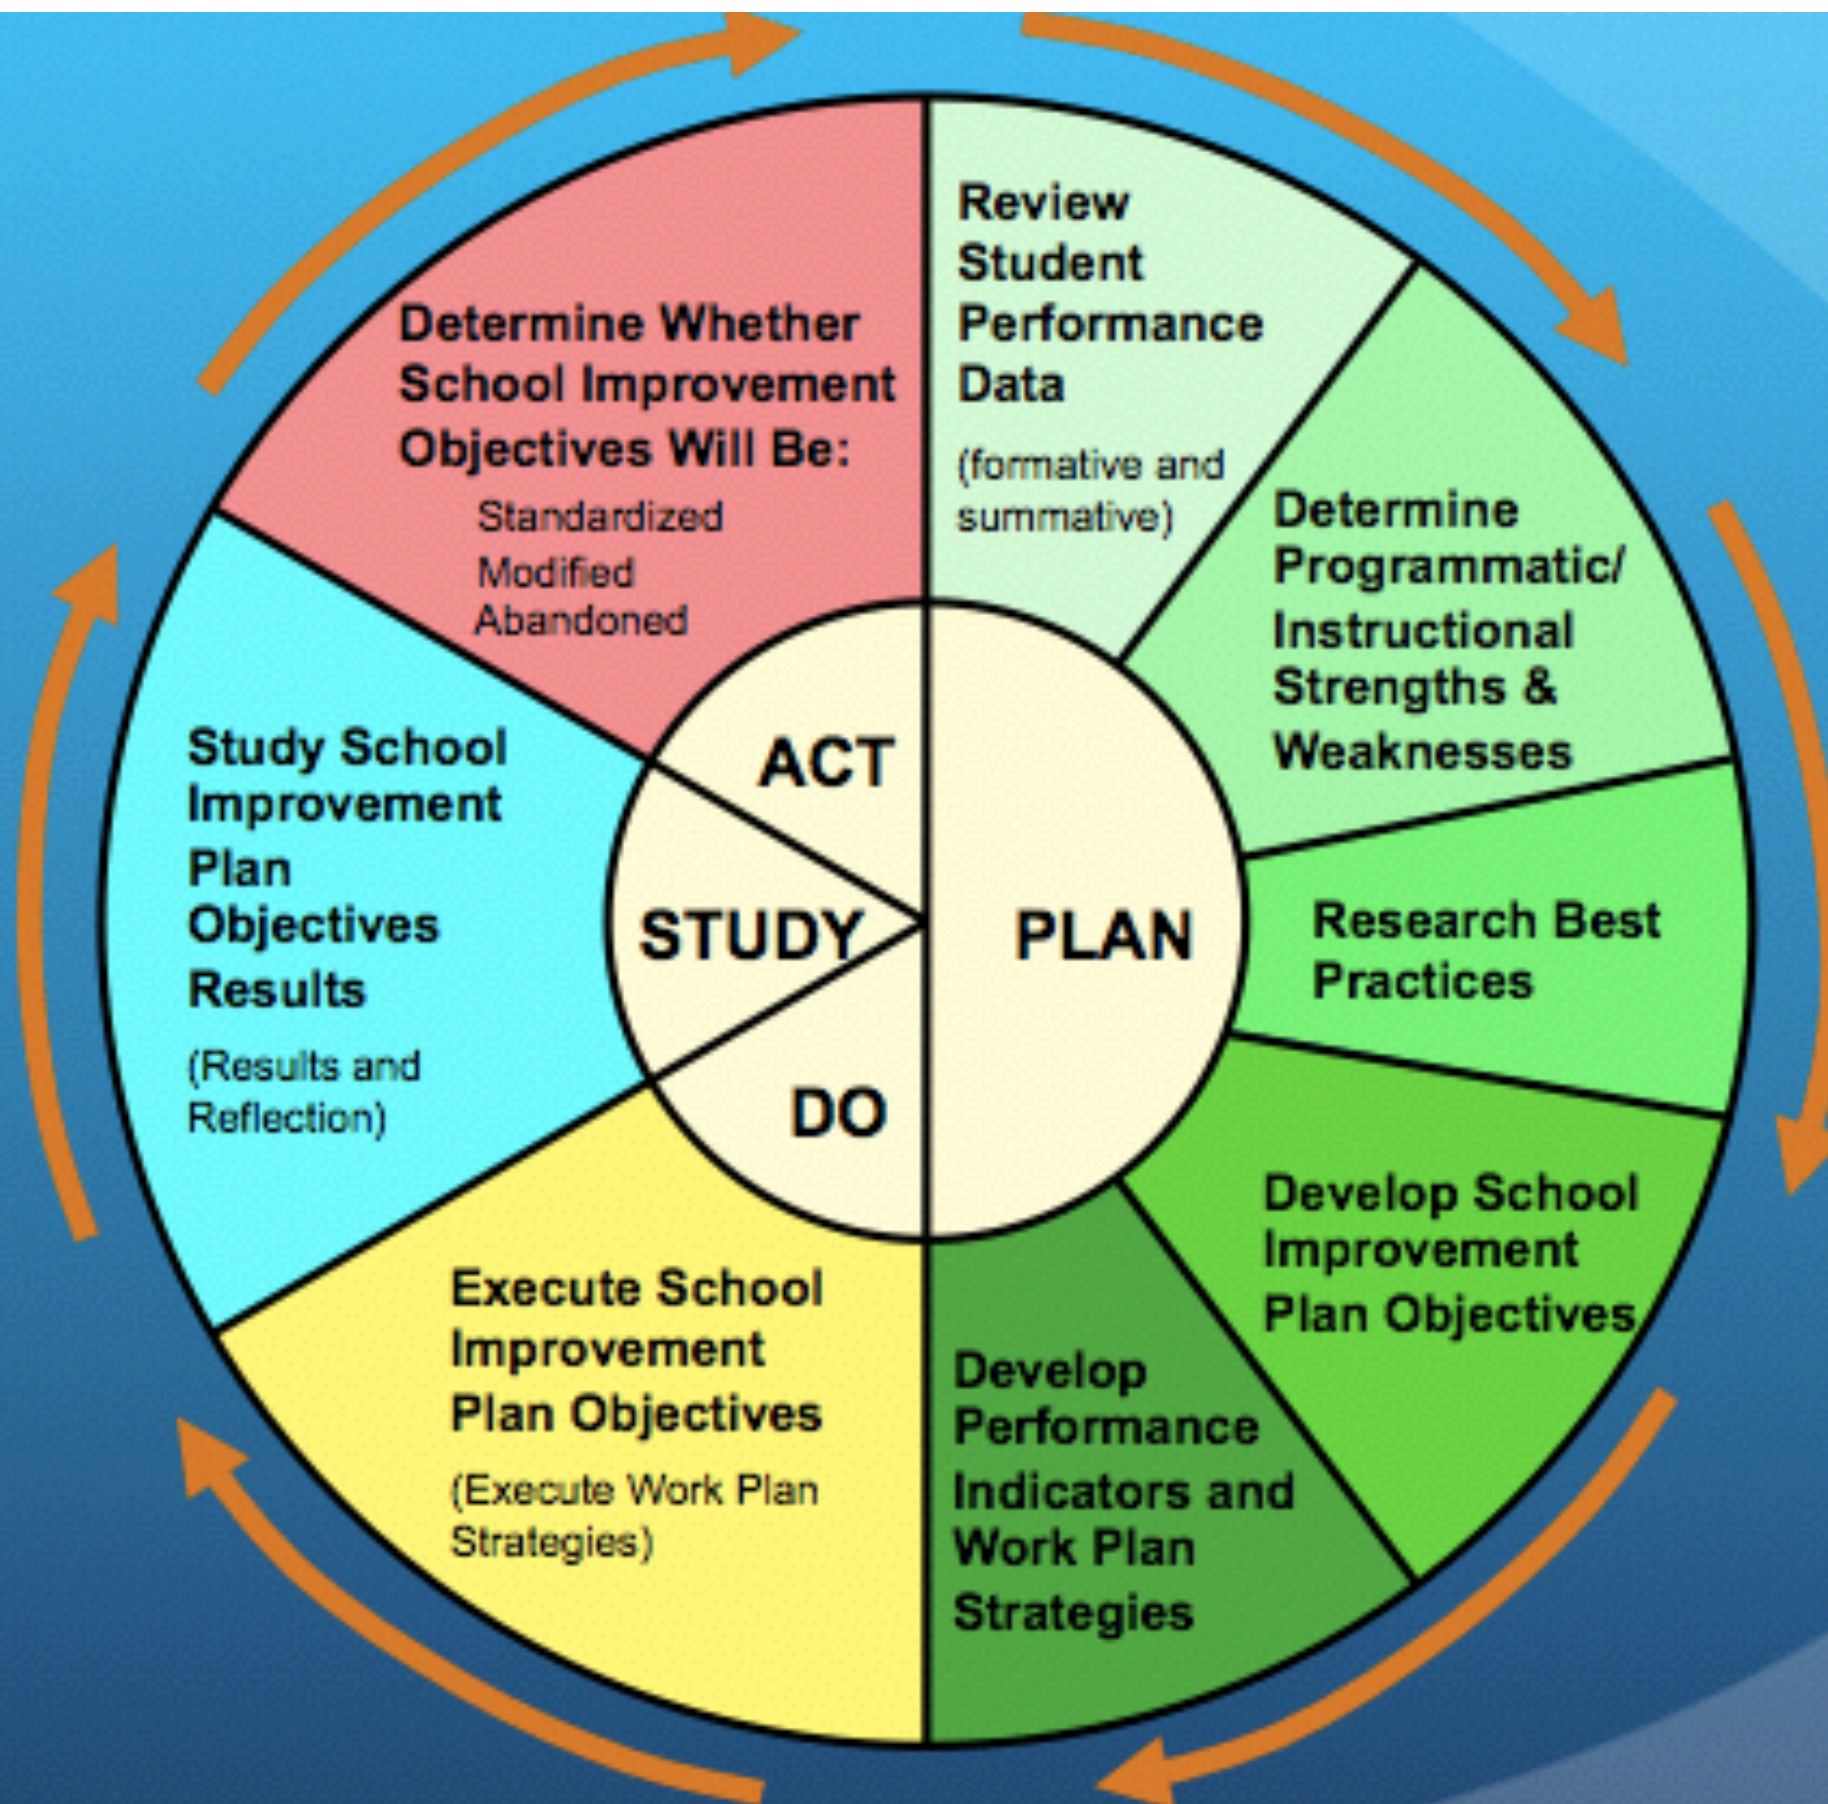 Review
Student
Performance
Data
(formative and
summative)
Determine
Programmatic/
Instructional
Strengths &
Weaknesses
Research Best
Practices
Develop School
Improvement
Plan Objectives
Develop
Performance
Indicators and
Work Plan
Strategies
Execute School
Improvement
Plan Objectives
(Execute Work Plan
Strategies)
Study School
Improvement
Plan
Objectives
Results
(Results and
Reflection)
Determine Whether
School Improvement
Objectives Will Be:
Standardized
Modified
Abandoned
PLAN
DO
STUDY
ACT